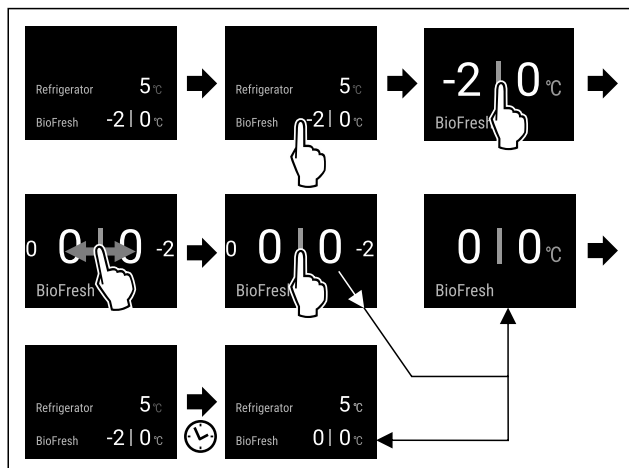 Refrigerator 5 °C
BioFresh -2 | 0 °C
Refrigerator 5 °C
BioFresh -2 | 0 °C
-2 | 0 °C
BioFresh
0 0 | 0 -2
BioFresh
0 0 | 0 -2
BioFresh
0 | 0 °C
BioFresh
Refrigerator 5 °C
BioFresh -2 | 0 °C
Refrigerator 5 °C
BioFresh 0 | 0 °C